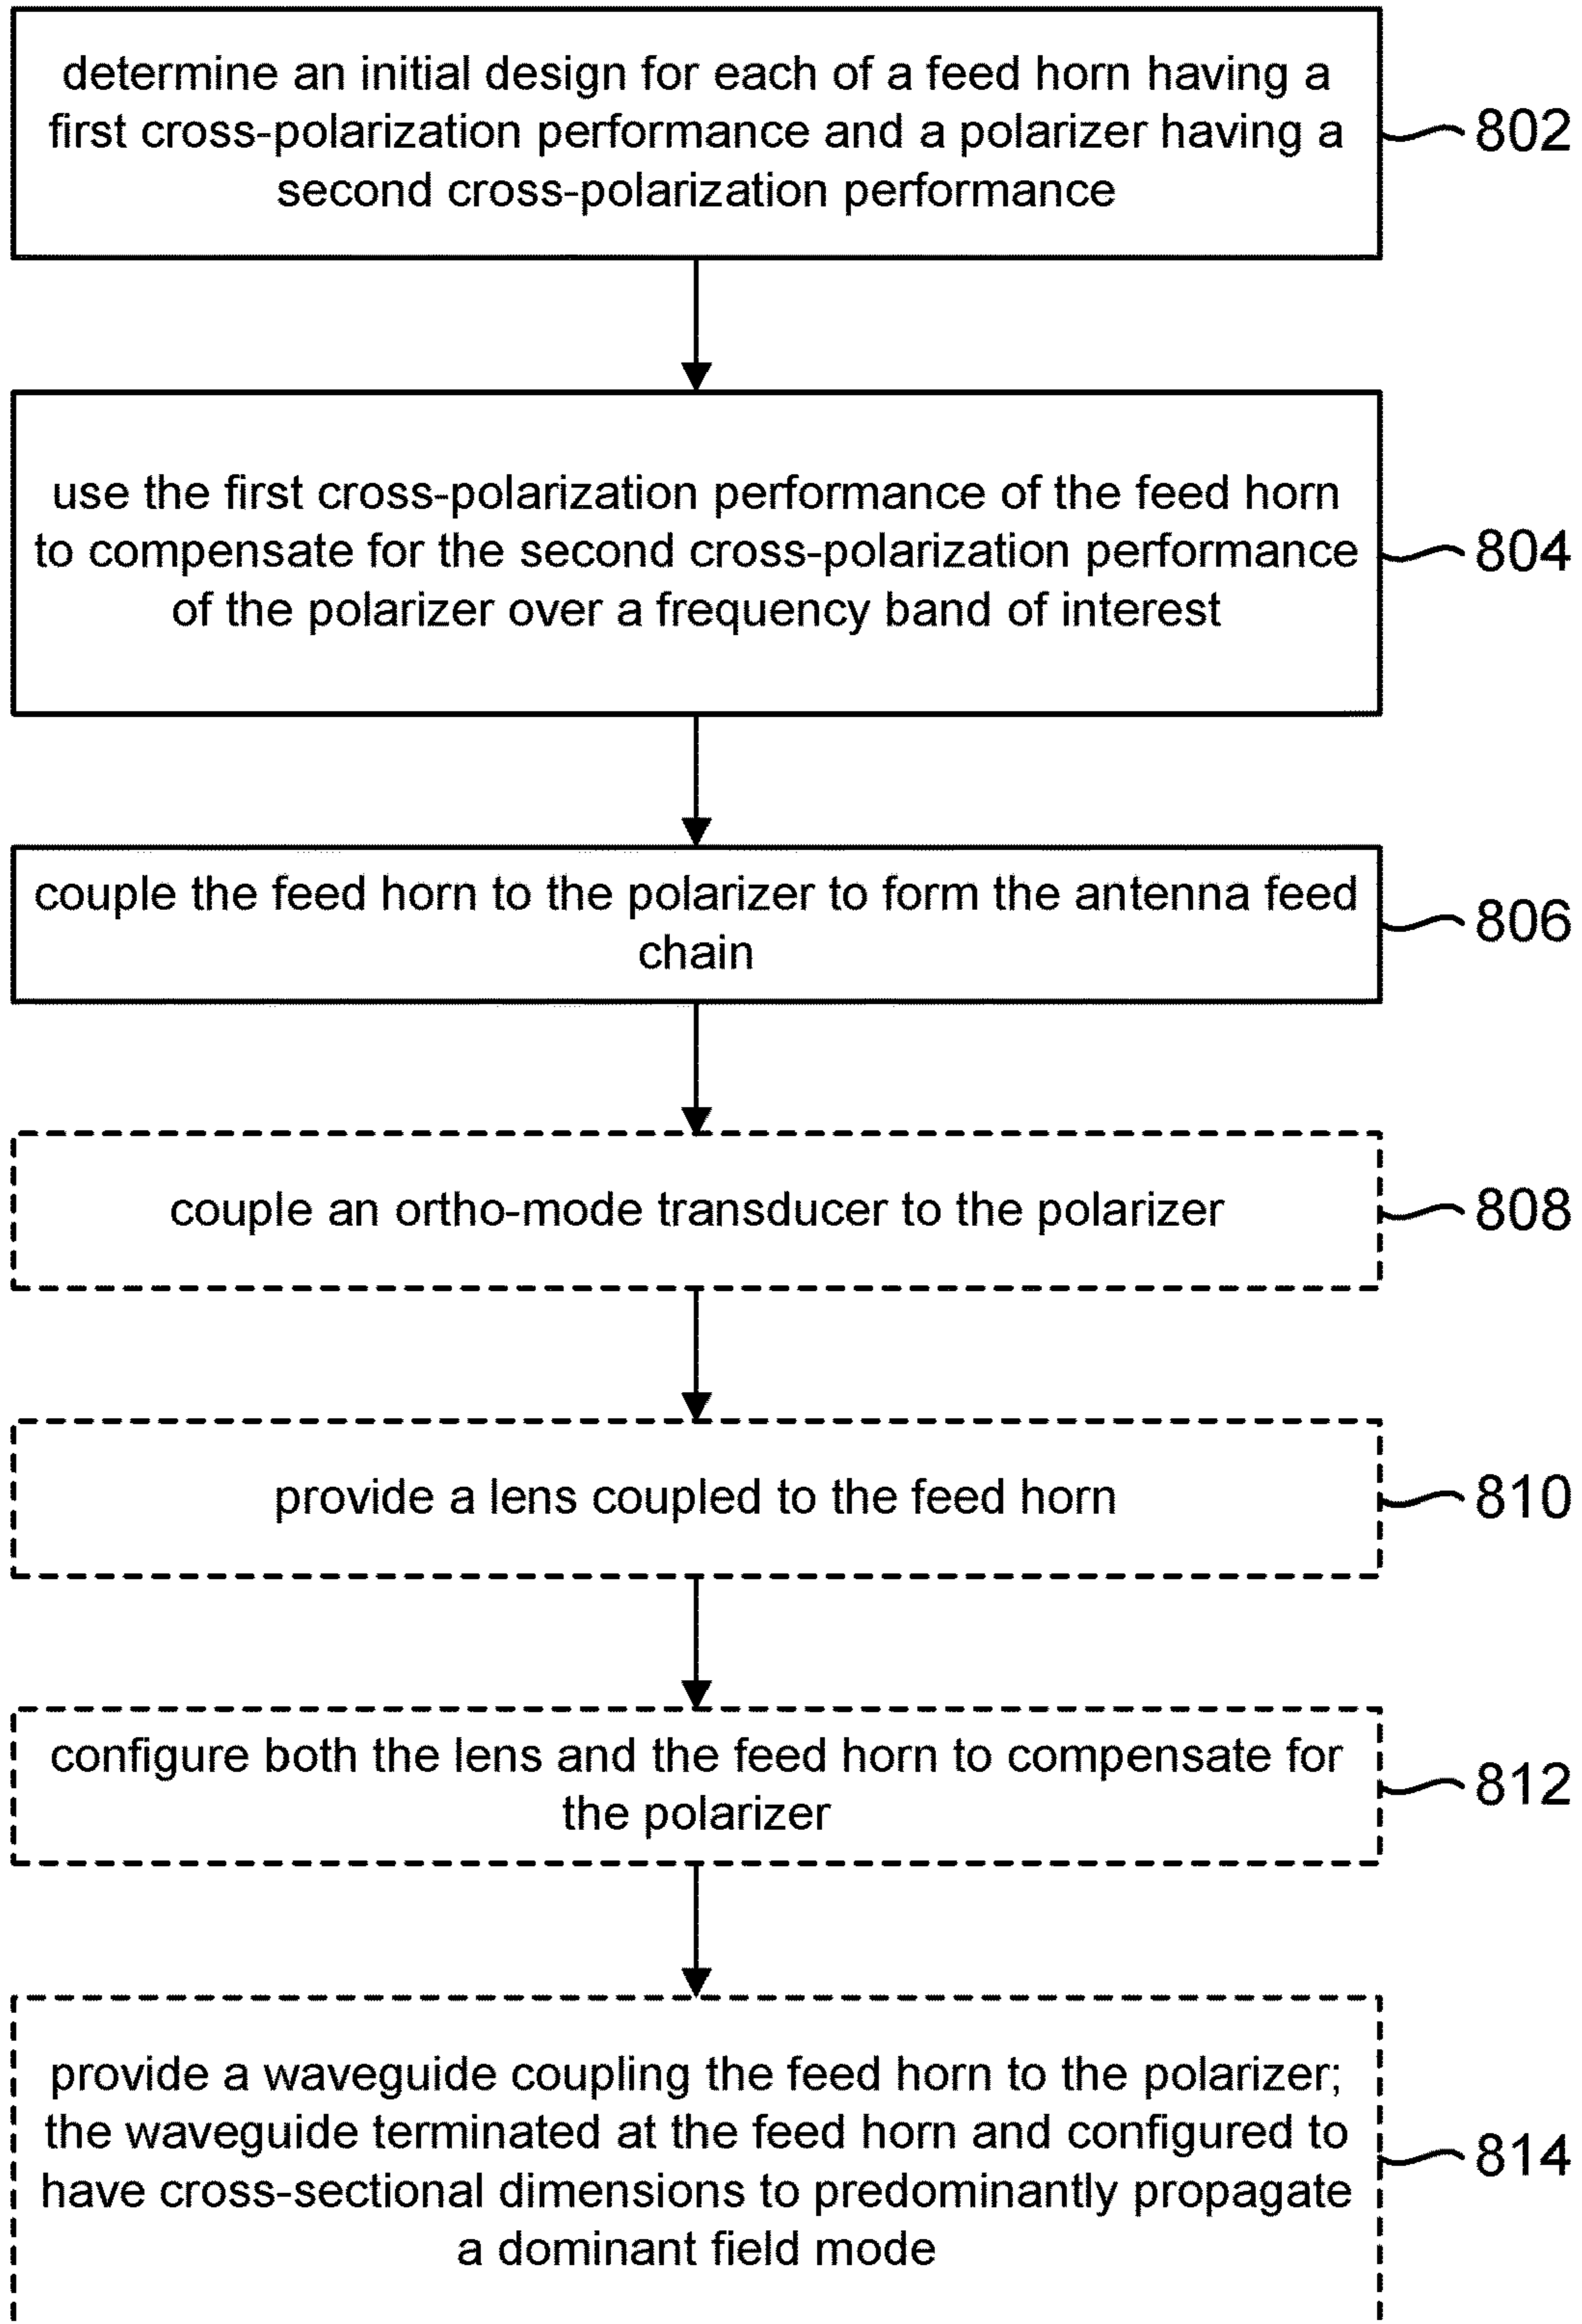 determine an initial design for each of a feed horn having a
first cross-polarization performance and a polarizer having a
second cross-polarization performance
802
use the first cross-polarization performance of the feed horn
to compensate for the second cross-polarization performance
of the polarizer over a frequency band of interest
804
couple the feed horn to the polarizer to form the antenna feed
chain
806
couple an ortho-mode transducer to the polarizer
808
provide a lens coupled to the feed horn
810
configure both the lens and the feed horn to compensate for
the polarizer
812
provide a waveguide coupling the feed horn to the polarizer;
the waveguide terminated at the feed horn and configured to
have cross-sectional dimensions to predominantly propagate
a dominant field mode
814